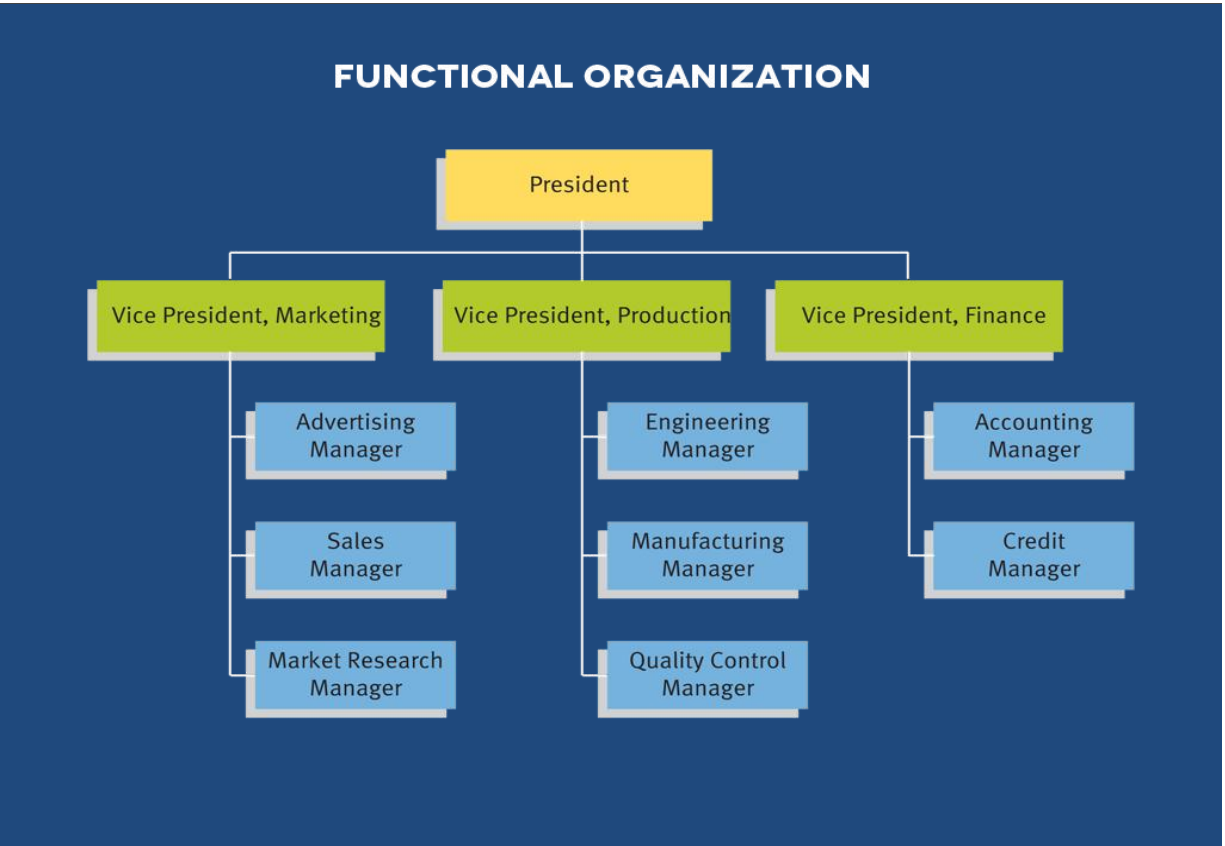 FUNCTIONAL ORGANIZATION
President
Vice President, Marketing
Vice President, Production
Vice President, Finance
Advertising
Manager
Engineering
Manager
Accounting
Manager
Sales
Manager
Manufacturing
Manager
Credit
Manager
Market Research
Manager
Quality Control
Manager